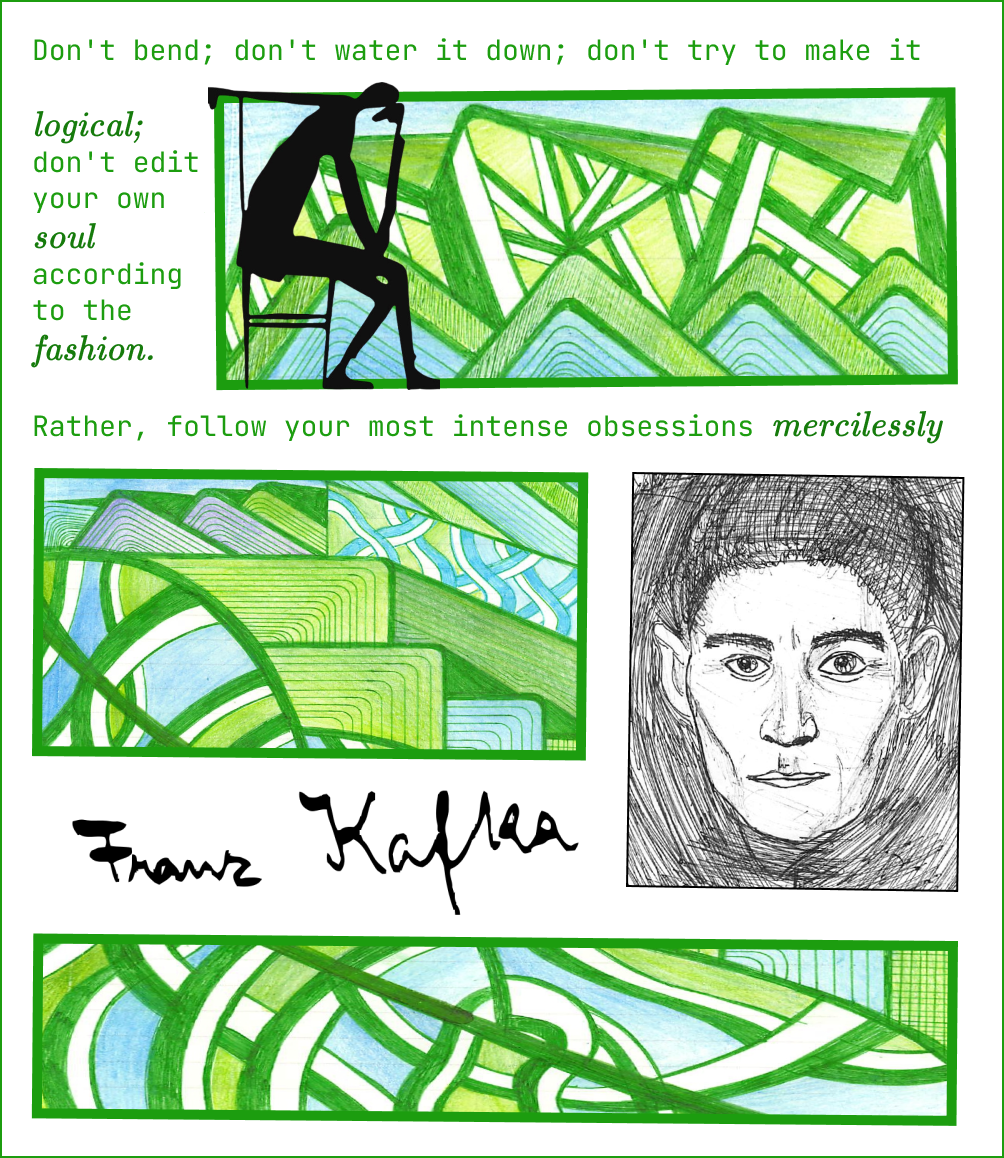 Don't bend; don't water it down; don't try to make it
logical;
don't edit
your own
soul
according
to the
fashion.
Rather, follow your most intense obsessions mercilessly
Franz Kafka